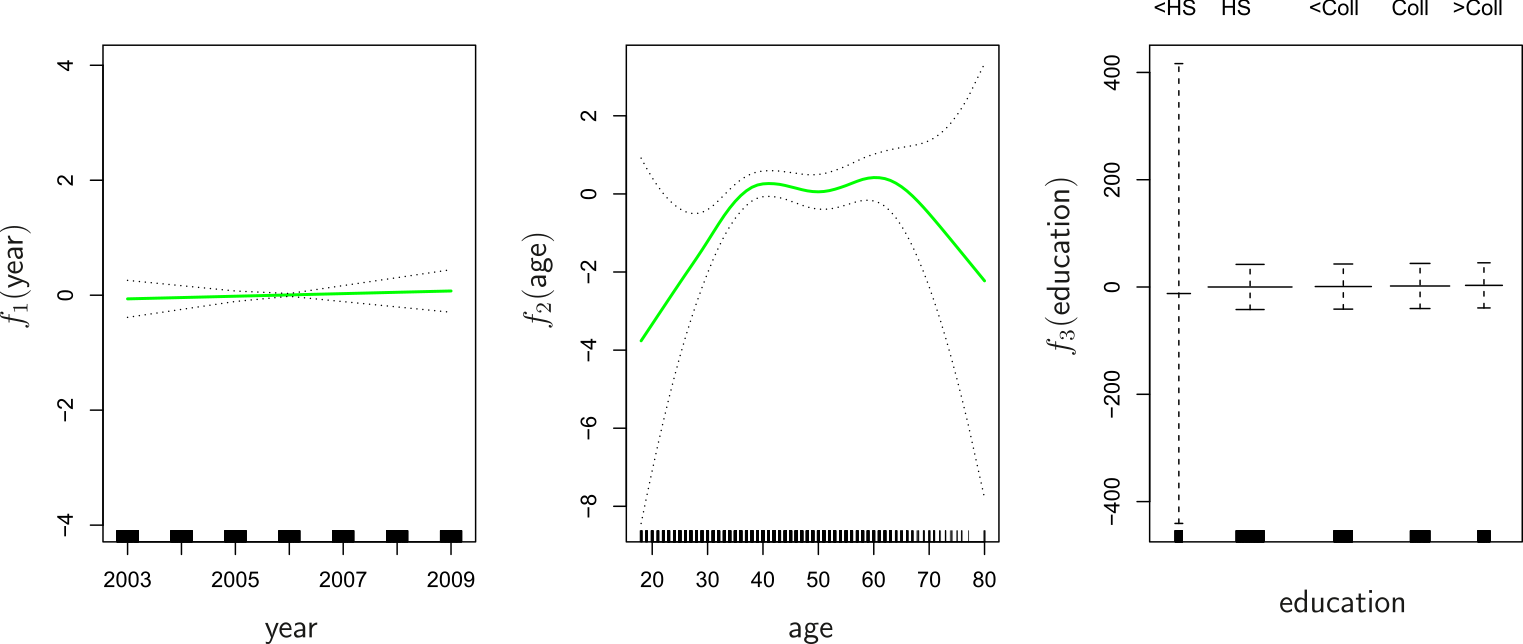 <HS HS <Coll Coll >Coll
f1(year)
4
2
0
−2
−4
2003 2005 2007 2009
year
f2(age)
2
0
−2
−4
−6
−8
20 30 40 50 60 70 80
age
f3(education)
400
200
0
−200
−400
education